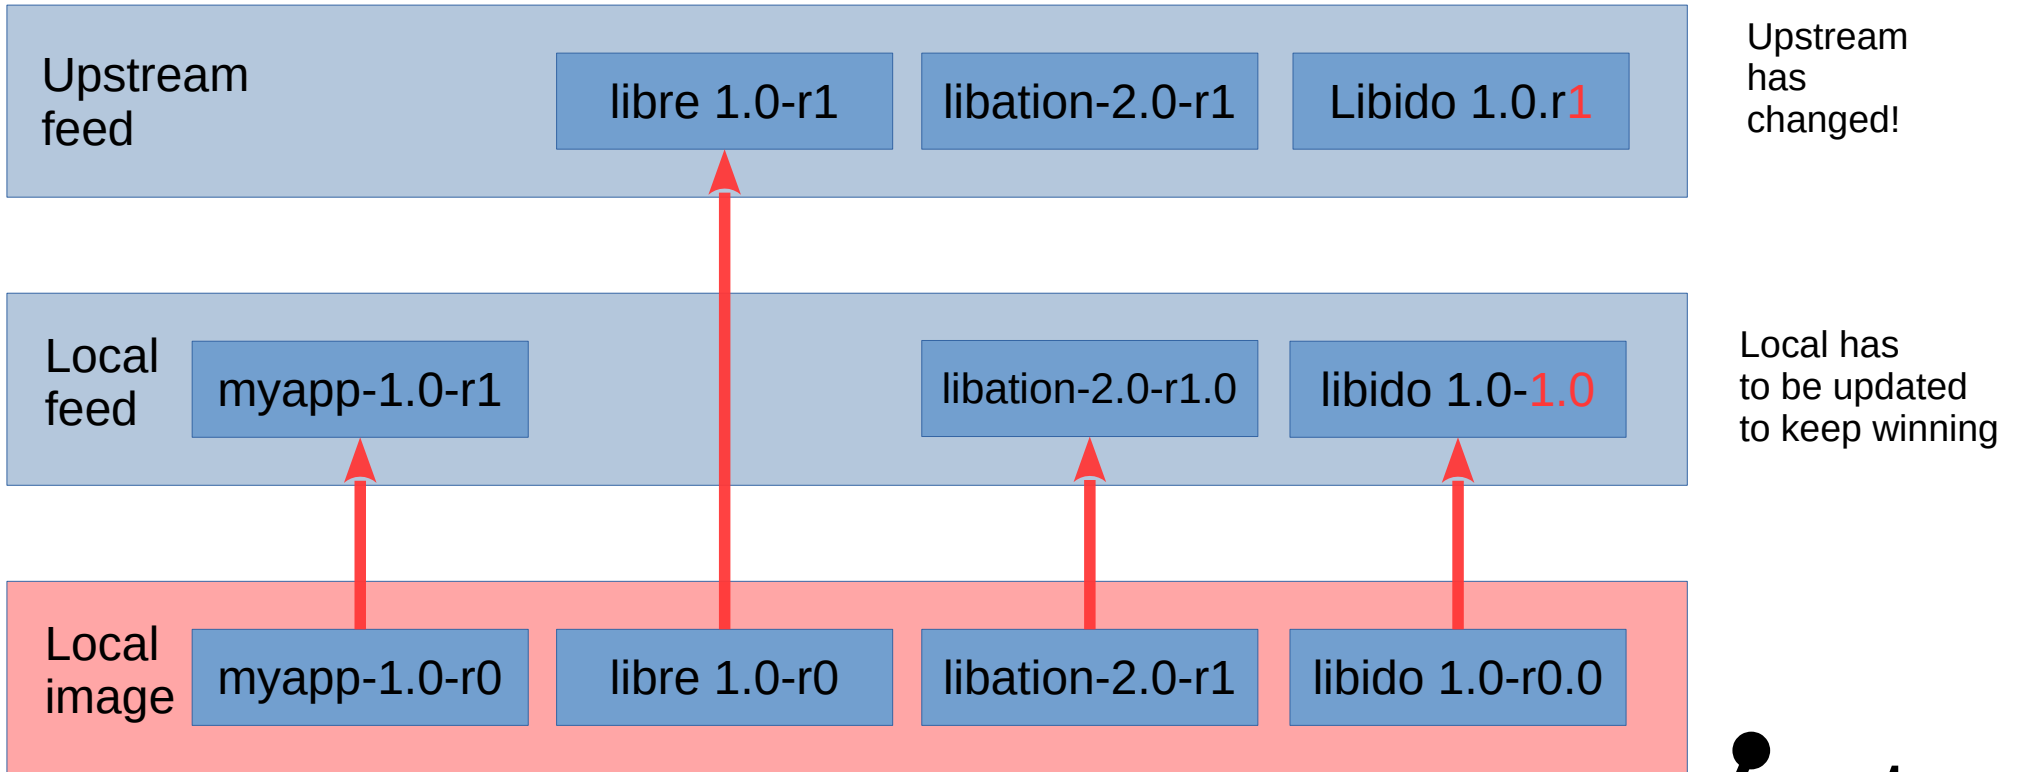 Upstream
feed
libre 1.0-r1
libation-2.0-r1
Libido 1.0.r1
Upstream
has
changed!
Local
feed
myapp-1.0-r1
libation-2.0-r1.0
libido 1.0-1.0
Local has
to be updated
to keep winning
Local
image
myapp-1.0-r0
libre 1.0-r0
libation-2.0-r1
libido 1.0-r0.0